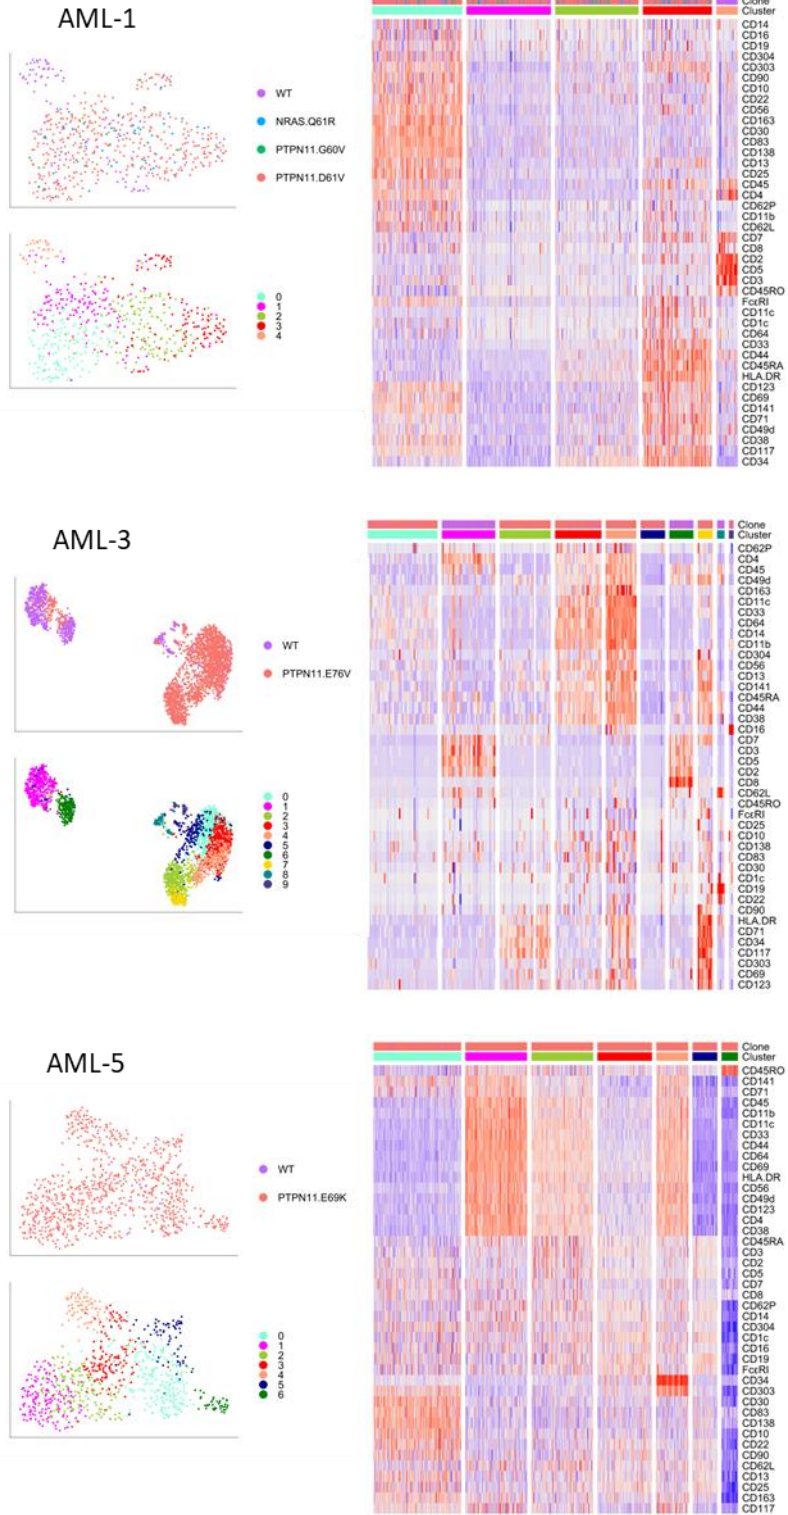 AML-1
WT
NRAS.Q61R
PTPN11.G60V
PTPN11.D61V
0
1
2
3
4
Clone
Cluster
CD14
CD16
CD19
CD304
CD303
CD90
CD10
CD22
CD56
CD163
CD30
CD83
CD138
CD13
CD25
CD45
CD4
CD62P
CD11b
CD62L
CD7
CD8
CD2
CD5
CD3
CD45RO
FcεRI
CD11c
CD1c
CD64
CD33
CD44
CD45RA
HLA.DR
CD123
CD69
CD141
CD71
CD49d
CD38
CD117
CD34
AML-3
WT
PTPN11.E76V
0
1
2
3
4
5
6
7
8
9
Clone
Cluster
CD62P
CD4
CD45
CD49d
CD163
CD11c
CD33
CD64
CD14
CD11b
CD304
CD56
CD13
CD141
CD45RA
CD44
CD38
CD16
CD7
CD3
CD5
CD2
CD8
CD62L
CD45RO
FcεRI
CD25
CD10
CD138
CD83
CD30
CD1c
CD19
CD22
CD90
HLA.DR
CD71
CD34
CD117
CD303
CD69
CD123
AML-5
WT
PTPN11.E69K
0
1
2
3
4
5
6
Clone
Cluster
CD45RO
CD141
CD71
CD45
CD11b
CD11c
CD33
CD44
CD64
CD69
HLA.DR
CD56
CD49d
CD123
CD4
CD38
CD45RA
CD3
CD2
CD5
CD7
CD8
CD62P
CD14
CD304
CD1c
CD16
CD19
FcεRI
CD34
CD303
CD30
CD83
CD138
CD10
CD22
CD90
CD62L
CD13
CD25
CD163
CD117